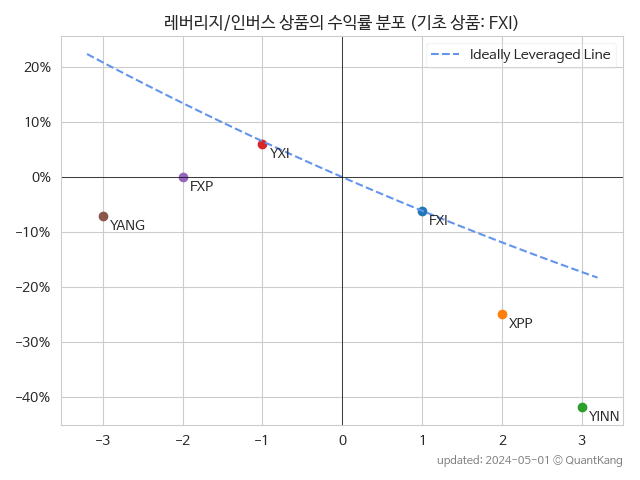 레버리지/인버스 상품의 수익률 분포 (기초 상품: FXI)
Ideally Leveraged Line
20%
10%
0%
-10%
-20%
-30%
-40%
YXI
FXP
YANG
FXI
XPP
YINN
-3 -2 -1 0 1 2 3
updated: 2024-05-01 © QuantKang